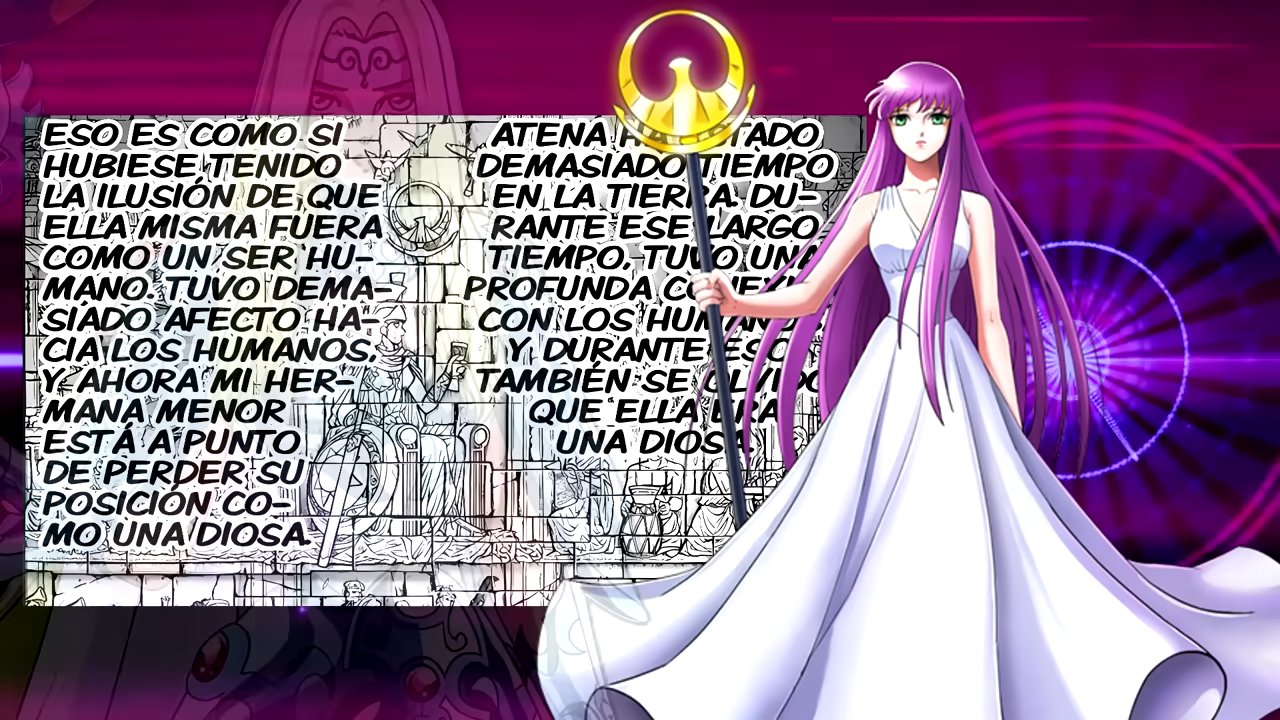 ESO ES COMO SI
HUBIESE TENIDO
LA ILUSIÓN DE QUE
ELLA MISMA FUERA
COMO UN SER HU-
MANO. TUVO DEMA-
SIADO AFECTO HA-
CIA LOS HUMANOS.
Y AHORA MI HER-
MANA MENOR
ESTÁ A PUNTO
DE PERDER SU
POSICIÓN CO-
MO UNA DIOSA.
ATENA
DEMASIADO TIEMPO
EN LA TIERRA. DU-
RANTE ESE LARGO
TIEMPO, TUVO UNA
PROFUNDA
CON LOS HUMANOS.
Y DURANTE ESO
TAMBIÉN SE
QUE ELLA ERA
UNA DIOSA.